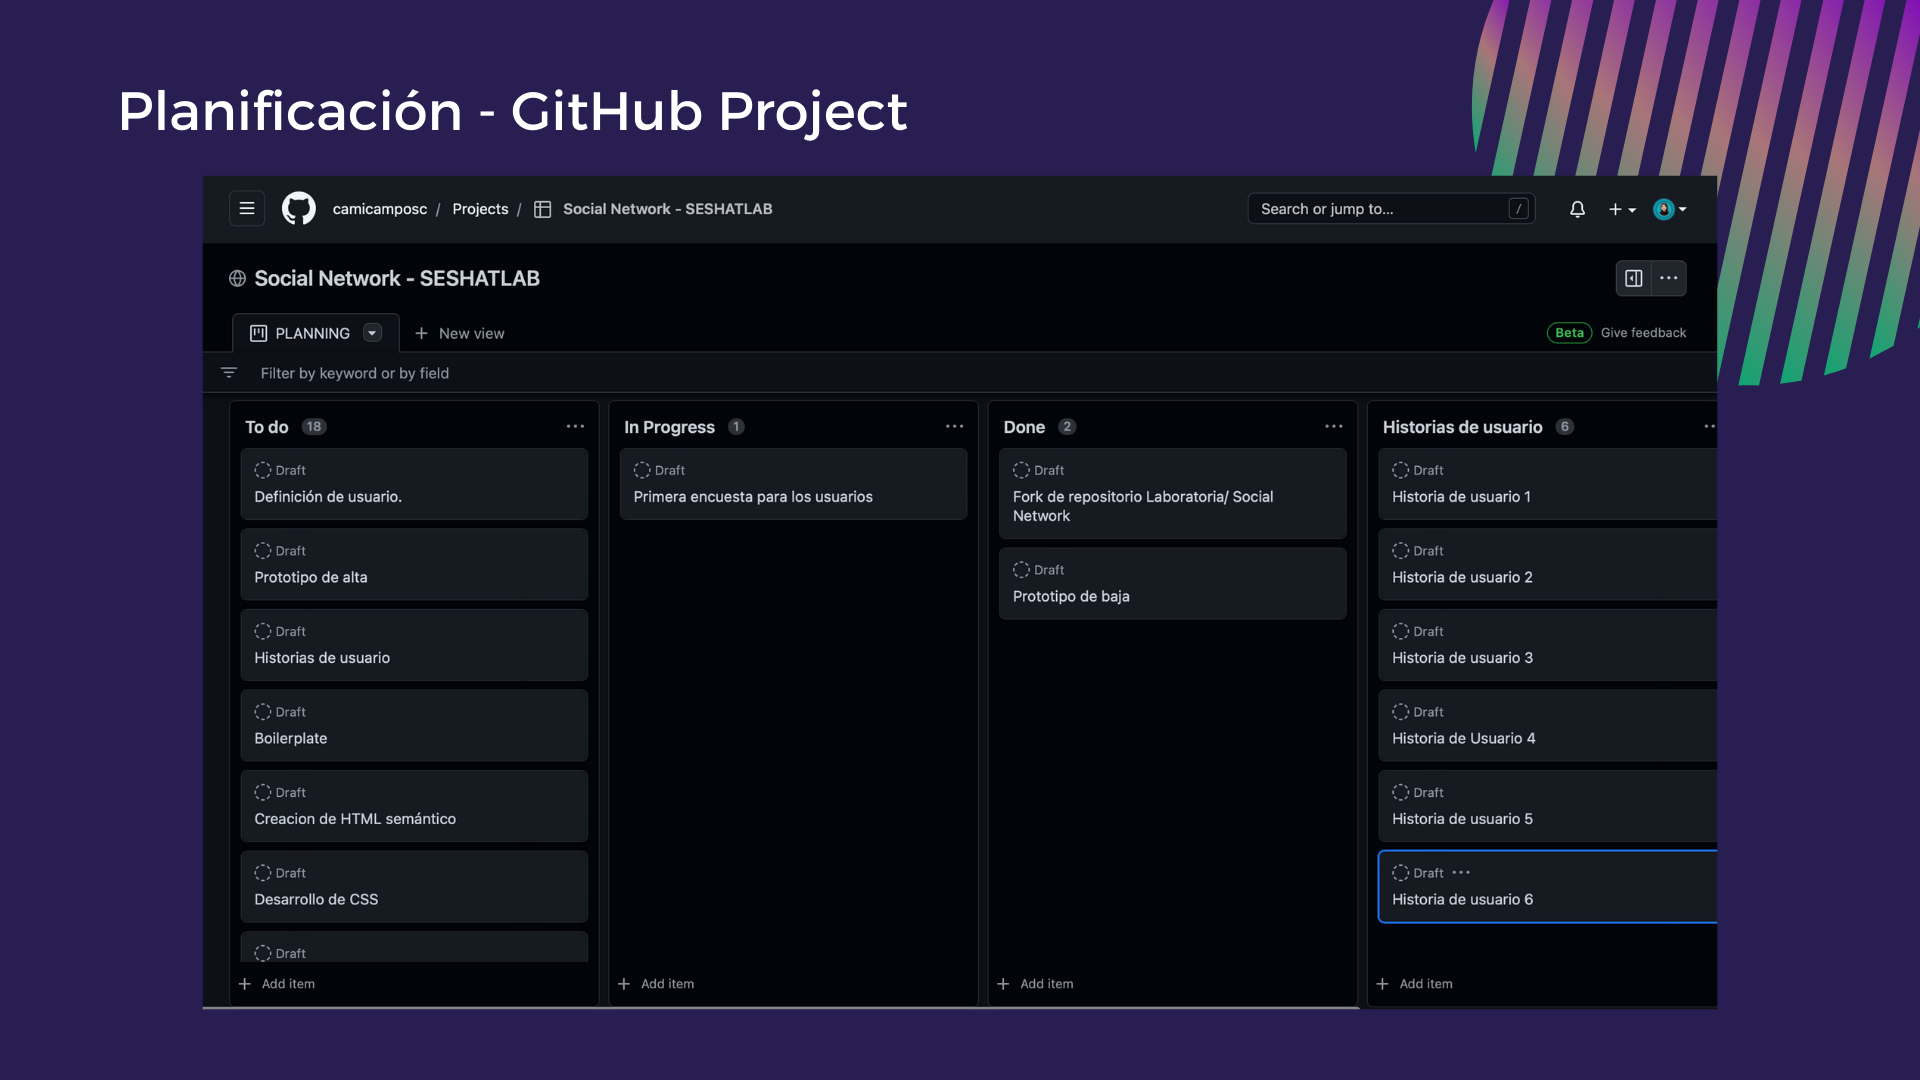 Planificación - GitHub Project
camicamposc / Projects / Social Network - SESHATLAB
Search or jump to... /
Social Network - SESHATLAB
PLANNING
New view
Beta Give feedback
Filter by keyword or by field
To do 18
Draft
Definición de usuario.
Draft
Prototipo de alta
Draft
Historias de usuario
Draft
Boilerplate
Draft
Creacion de HTML semántico
Draft
Desarrollo de CSS
Draft
+ Add item
In Progress 1
Draft
Primera encuesta para los usuarios
+ Add item
Done 2
Draft
Fork de repositorio Laboratoria/ Social
Network
Draft
Prototipo de baja
+ Add item
Historias de usuario 6
Draft
Historia de usuario 1
Draft
Historia de usuario 2
Draft
Historia de usuario 3
Draft
Historia de Usuario 4
Draft
Historia de usuario 5
Draft
Historia de usuario 6
+ Add item